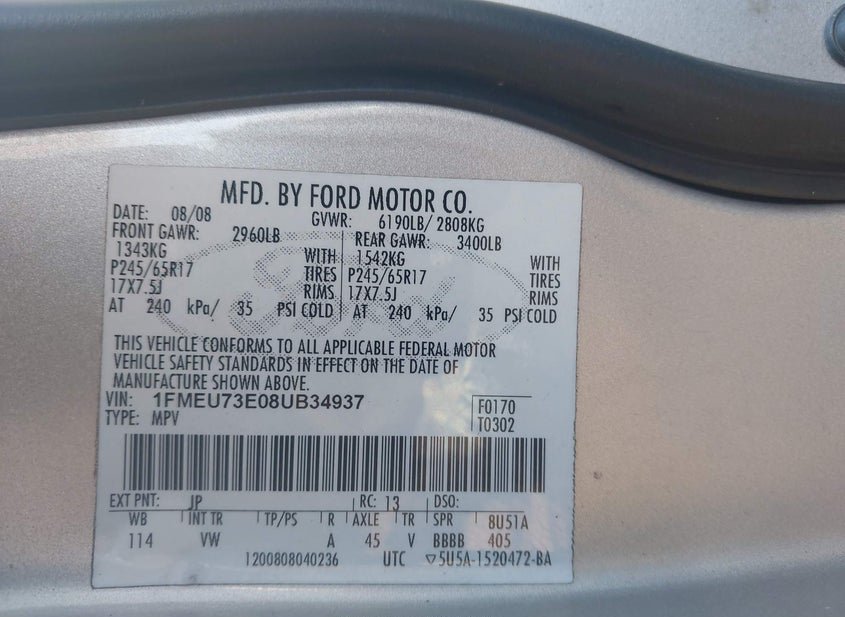 MFD. BY FORD MOTOR CO.
DATE: 08/08 GVWR: 6190LB/ 2808KG
FRONT GAWR: 2960LB REAR GAWR: 3400LB
1343KG WITH 1542KG WITH
P245/65R17 TIRES P245/65R17 TIRES
17X7.5J RIMS 17X7.5J RIMS
AT 240 kPa/ 35 PSI COLD AT 240 kPa/ 35 PSI COLD
THIS VEHICLE CONFORMS TO ALL APPLICABLE FEDERAL MOTOR
VEHICLE SAFETY STANDARDS IN EFFECT ON THE DATE OF
MANUFACTURE SHOWN ABOVE.
VIN: 1FMEU73E08UB34937 F0170
TYPE: MPV T0302
EXT PNT: JP RC: 13 DSO:
WB INT TR TP/PS R AXLE TR SPR 8U51A
114 VW A 45 V BBBB 405
1200808040236 UTC ▽5U5A-1520472-BA
Ford